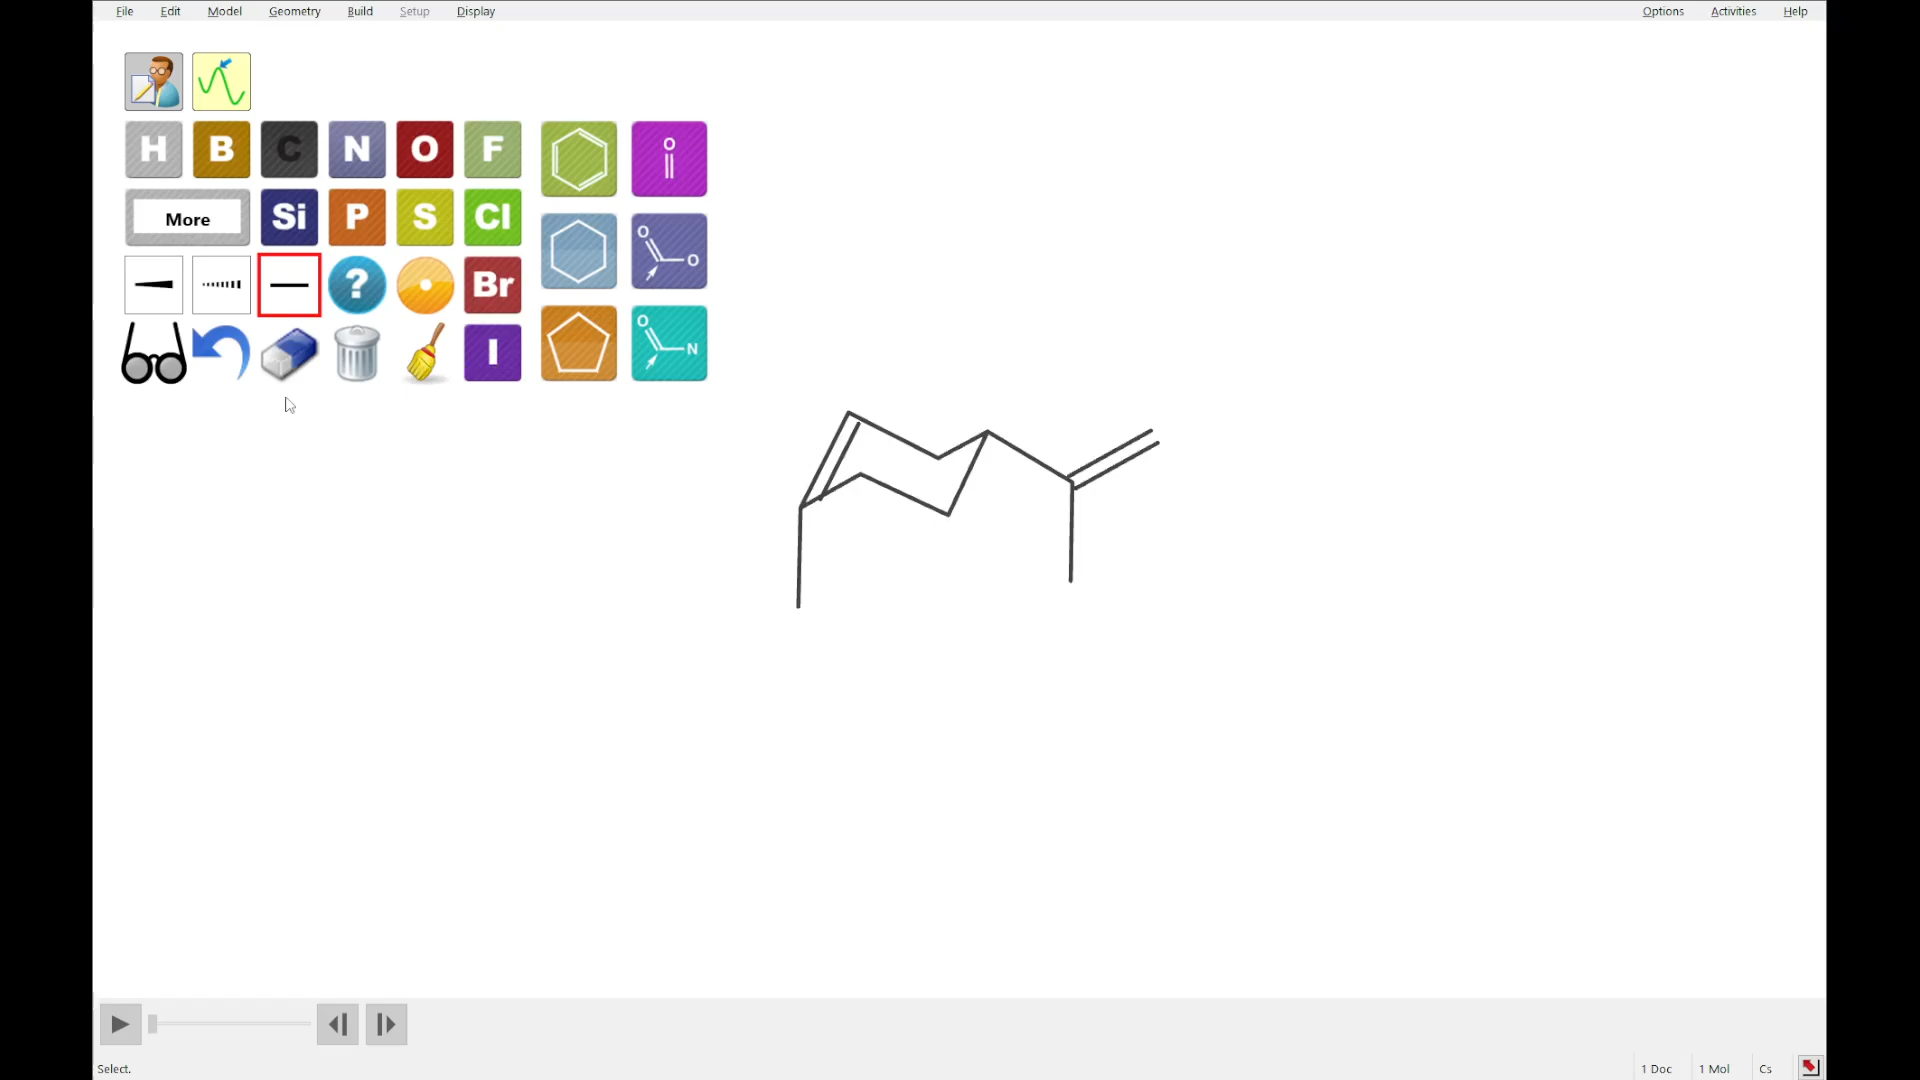 File Edit Model Geometry Build Setup Display Options Activities Help
H B C N O F O
More Si P S Cl O O
? Br
I O N
Select. 1 Doc 1 Mol Cs